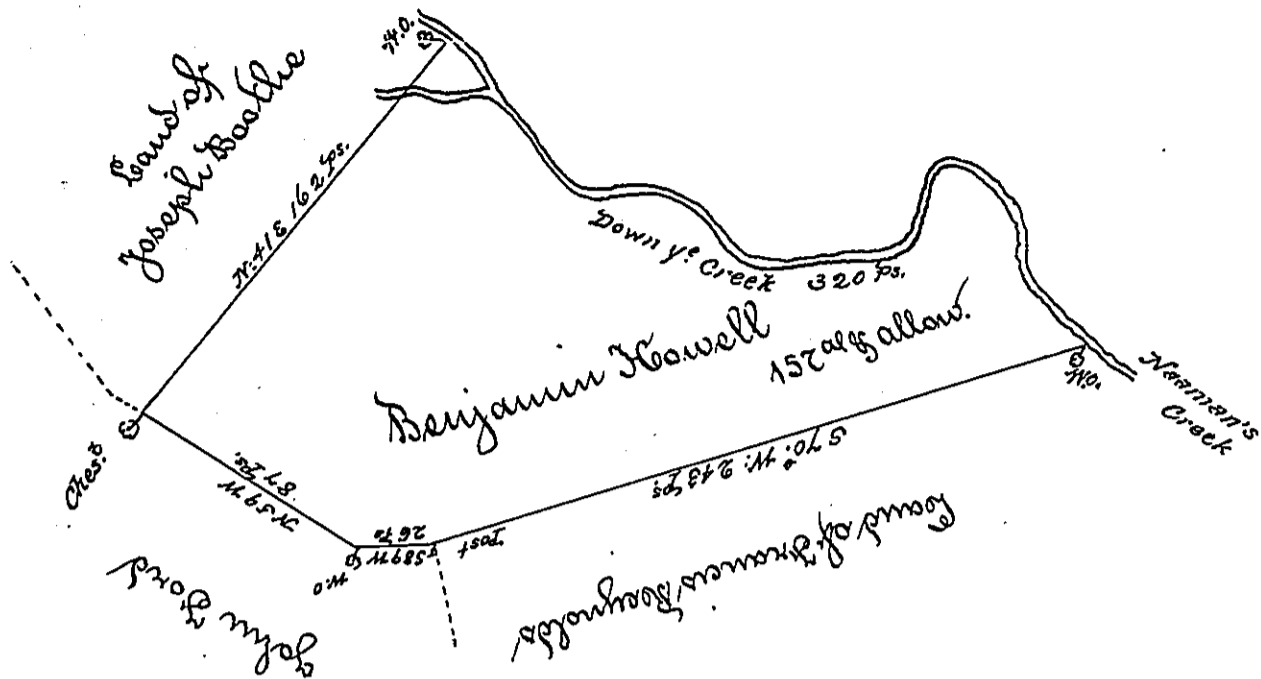 H.O.
Land of
Joseph Boothe
N: 41 E 162 ps.
Down yᵉ Creek 320 ps.
Benjamin Howell
157 a & allow.
Naaman's
Creek
W.O.
S 70.° W: 243 ps
Land of Francis Reynolds
Post
S 89 W
26 Ps
W.O
N 59 W
87 Ps.
Ches.t
John Ford